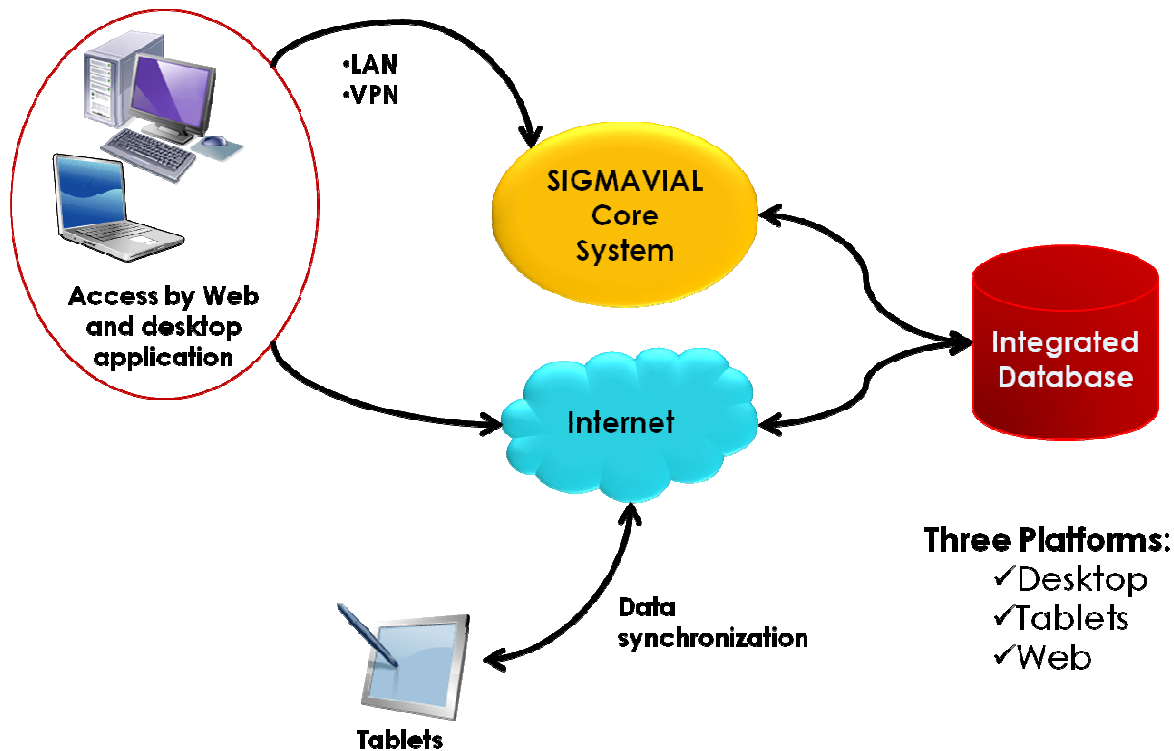 •LAN
•VPN
SIGMAVIAL
Core
System
Access by Web
and desktop
application
Integrated
Database
Internet
Three Platforms:
✓Desktop
✓Tablets
✓Web
Data
synchronization
Tablets